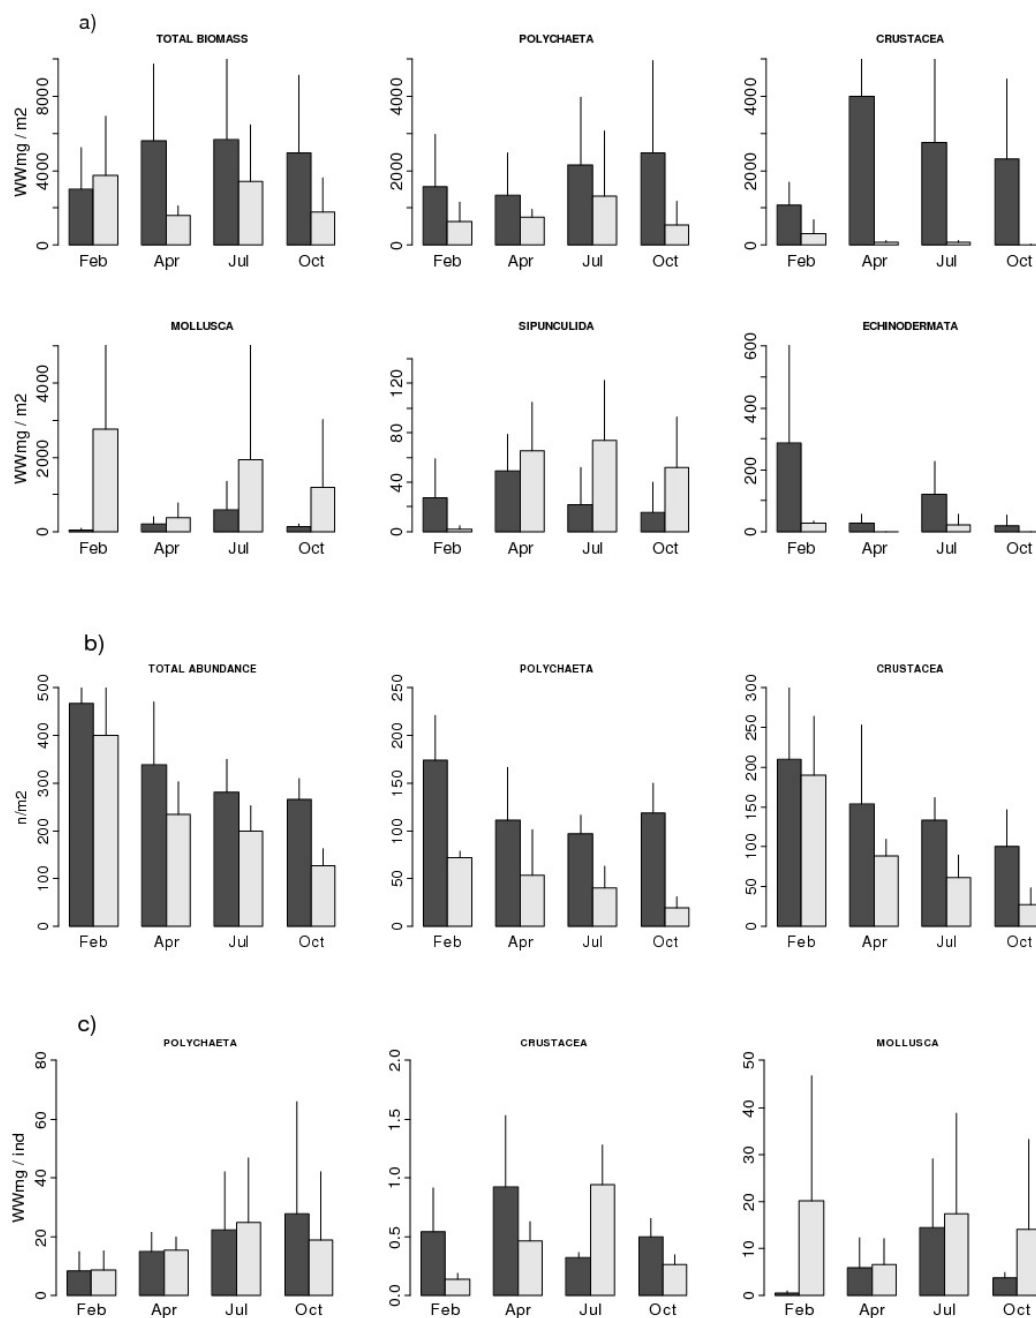 a)
TOTAL BIOMASS POLYCHAETA CRUSTACEA
WWmg / m2
0 4000 8000
0 2000 4000
0 2000 4000
Feb Apr Jul Oct Feb Apr Jul Oct Feb Apr Jul Oct
MOLLUSCA SIPUNCULIDA ECHINODERMATA
WWmg / m2
0 2000 4000
0 40 80 120
0 200 400 600
Feb Apr Jul Oct Feb Apr Jul Oct Feb Apr Jul Oct
b)
TOTAL ABUNDANCE POLYCHAETA CRUSTACEA
n/m2
0 100 200 300 400 500
0 50 100 150 200 250
0 50 100 150 200 250 300
Feb Apr Jul Oct Feb Apr Jul Oct Feb Apr Jul Oct
c)
POLYCHAETA CRUSTACEA MOLLUSCA
WWmg / ind
0 20 40 60 80
0.0 0.5 1.0 1.5 2.0
0 10 20 30 40 50
Feb Apr Jul Oct Feb Apr Jul Oct Feb Apr Jul Oct